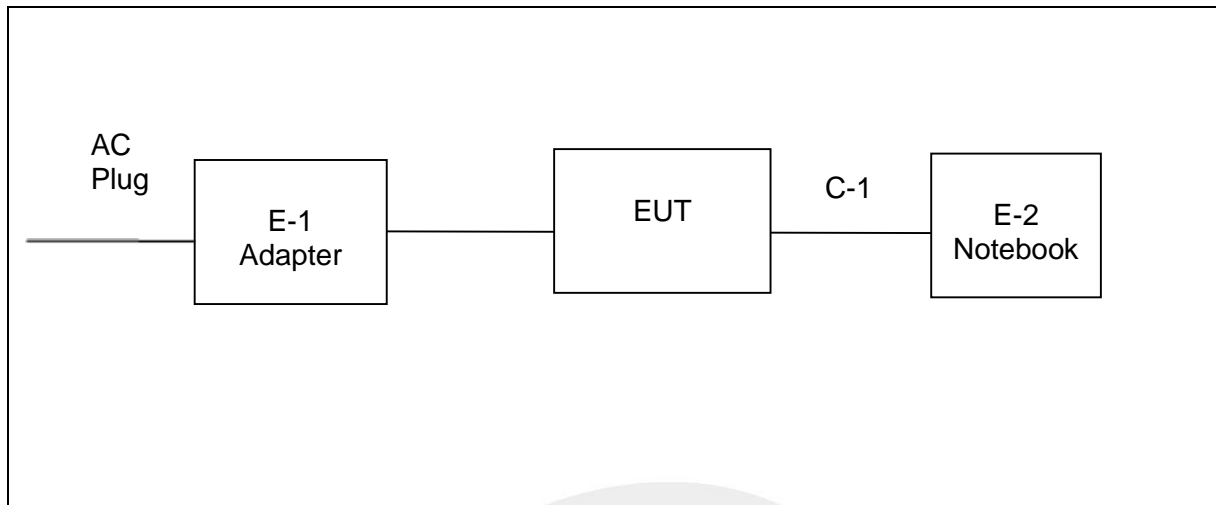 AC
Plug
E-1
Adapter
EUT
C-1
E-2
Notebook